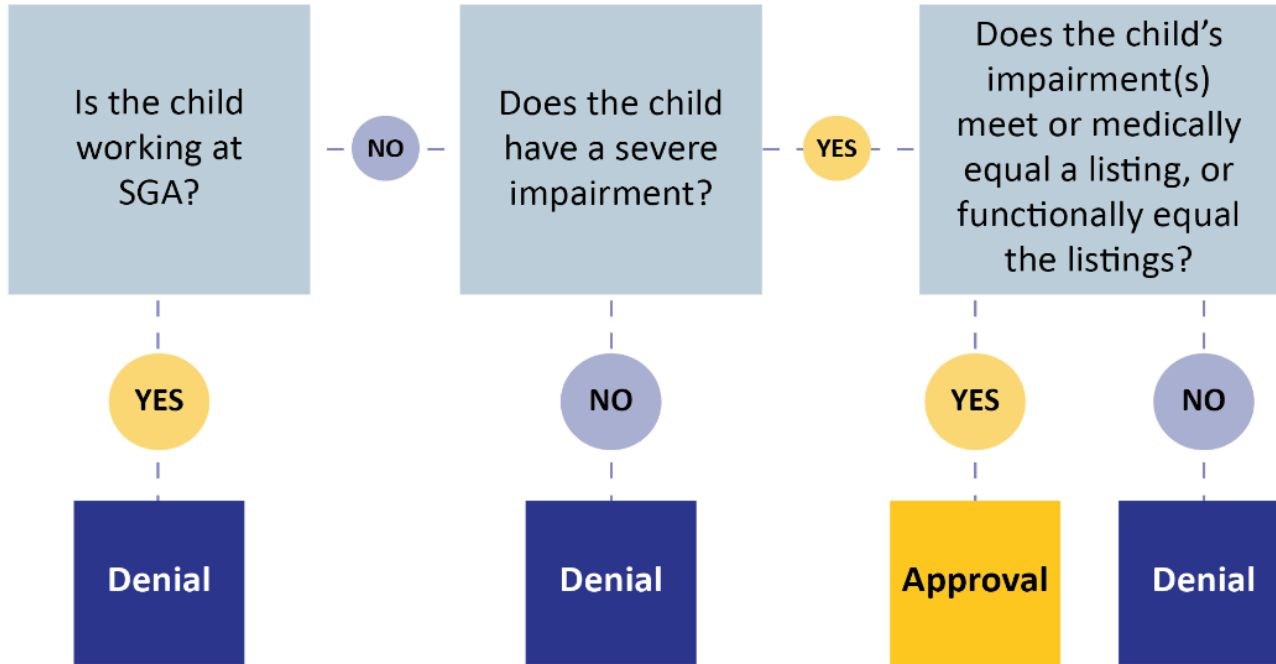 Is the child
working at
SGA?
NO
Does the child
have a severe
impairment?
YES
Does the child’s
impairment(s)
meet or medically
equal a listing, or
functionally equal
the listings?
YES
NO
YES
NO
Denial
Denial
Approval
Denial